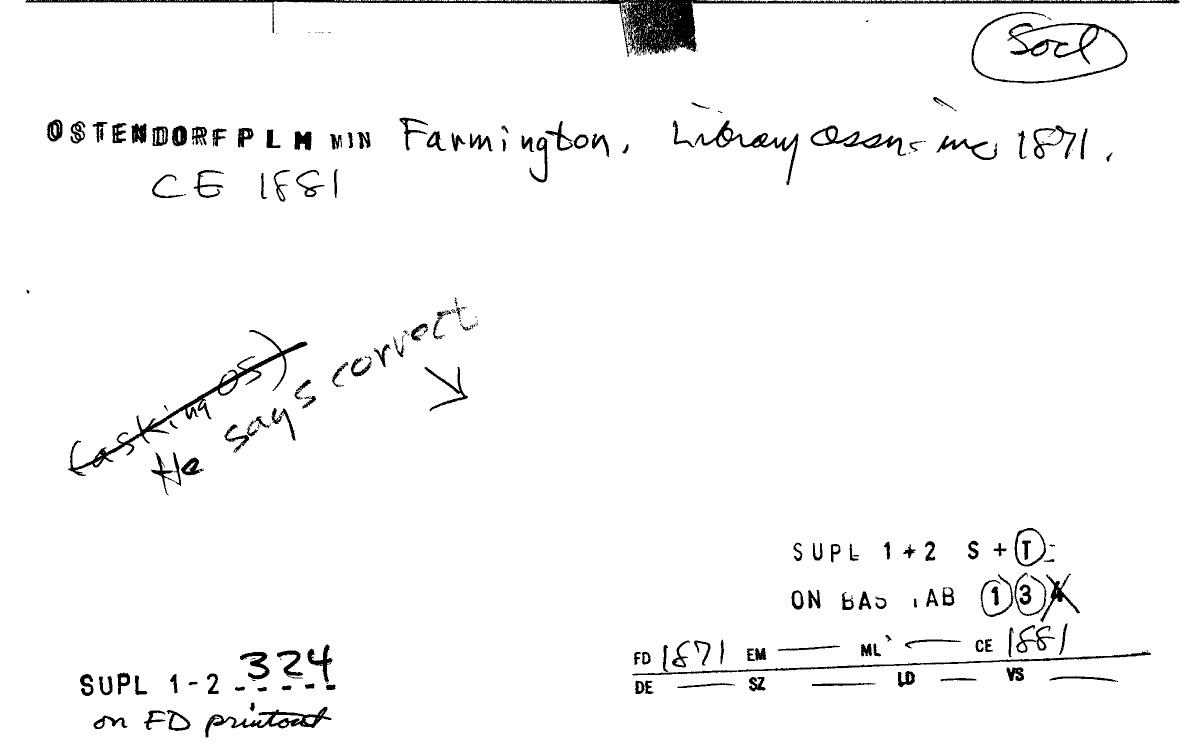 Socl
OSTENDORF P L M MIN Farmington. Library Assn- inc 1871.
CE 1881
(asking OS)
He says correct
SUPL 1+2 S + T
ON BAS TAB 1 3 4
FD 1871 EM — ML — CE 1881
DE — SZ — LD — VS —
SUPL 1-2 324
on FD printout